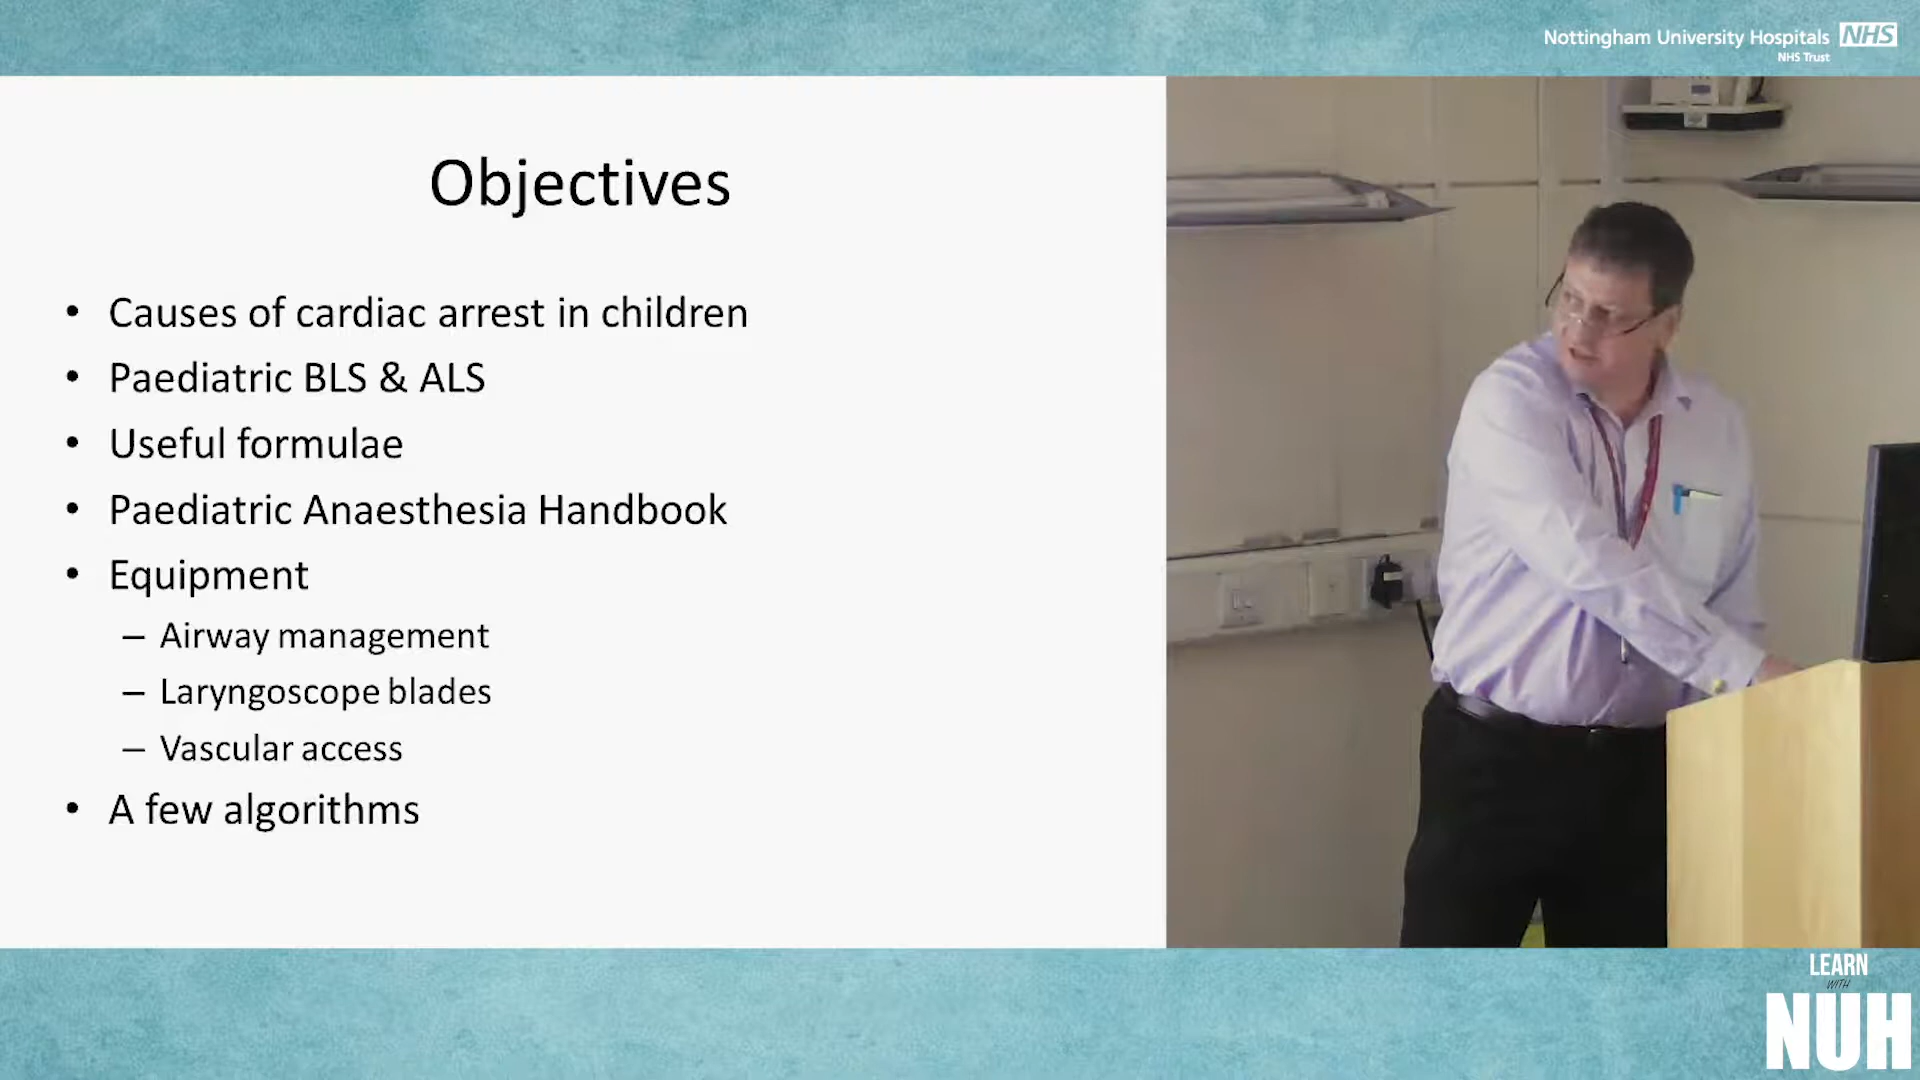 Nottingham University Hospitals NHS
NHS Trust
Objectives
• Causes of cardiac arrest in children
• Paediatric BLS & ALS
• Useful formulae
• Paediatric Anaesthesia Handbook
• Equipment
– Airway management
– Laryngoscope blades
– Vascular access
• A few algorithms
LEARN
WITH
NUH